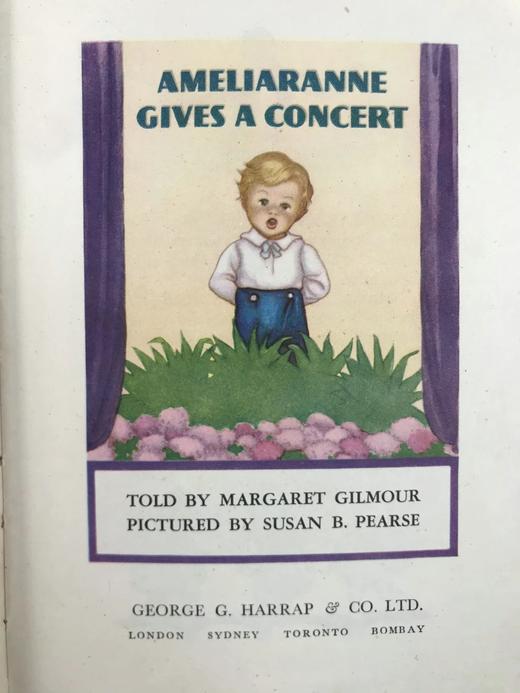 AMELIARANNE
GIVES A CONCERT
TOLD BY MARGARET GILMOUR
PICTURED BY SUSAN B. PEARSE
GEORGE G. HARRAP & CO. LTD.
LONDON SYDNEY TORONTO BOMBAY